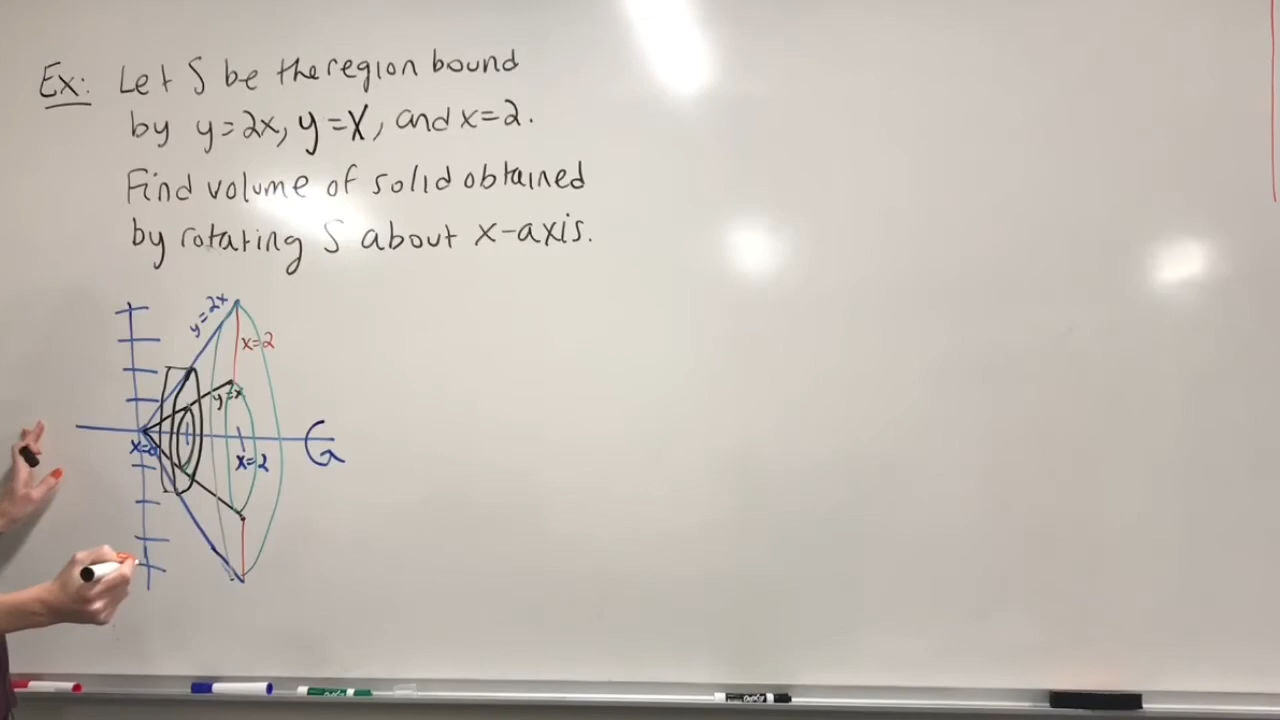 Ex: Let S be the region bound
by y=2x, y=x, and x=2.
Find volume of solid obtained
by rotating S about x-axis.
y=2x
x=2
y=x
x=0
x=2